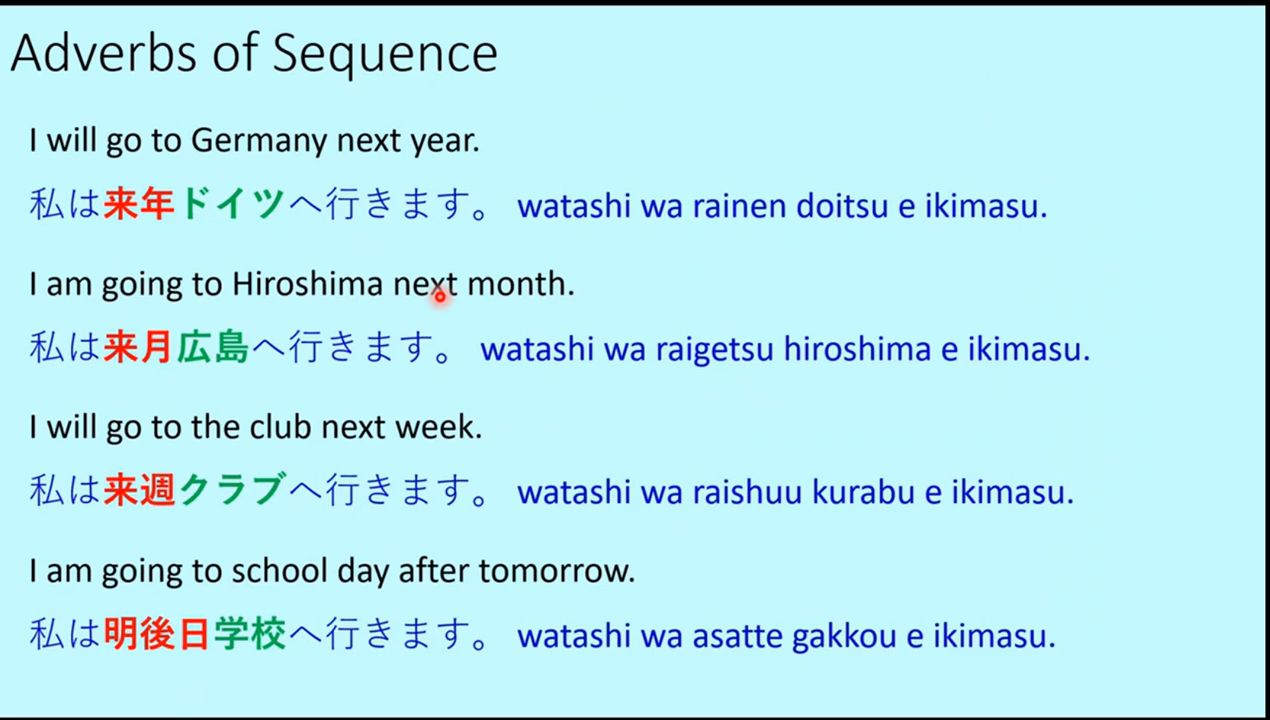 Adverbs of Sequence
I will go to Germany next year.
私は来年ドイツへ行きます。 watashi wa rainen doitsu e ikimasu.
I am going to Hiroshima next month.
私は来月広島へ行きます。 watashi wa raigetsu hiroshima e ikimasu.
I will go to the club next week.
私は来週クラブへ行きます。 watashi wa raishuu kurabu e ikimasu.
I am going to school day after tomorrow.
私は明後日学校へ行きます。 watashi wa asatte gakkou e ikimasu.